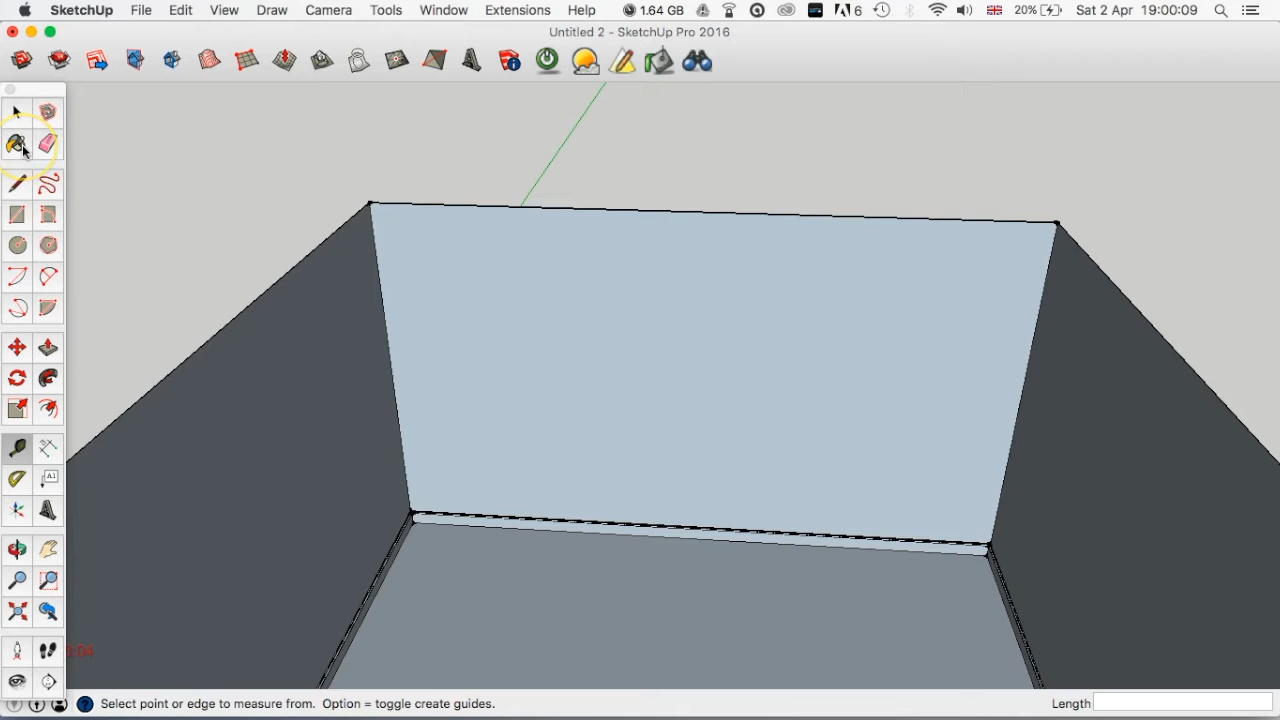 SketchUp File Edit View Draw Camera Tools Window Extensions Help 1.64 GB 6 20% Sat 2 Apr 19:00:09
Untitled 2 - SketchUp Pro 2016
A1
:04
Select point or edge to measure from. Option = toggle create guides. Length